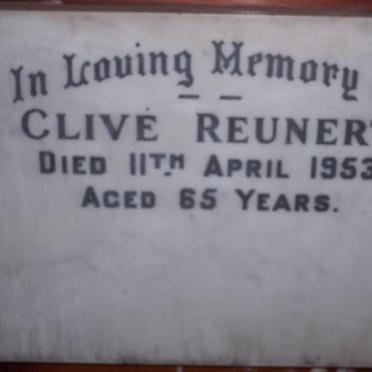 In Loving Memory
CLIVE REUNERT
DIED 11TH. APRIL 1953
AGED 65 YEARS.